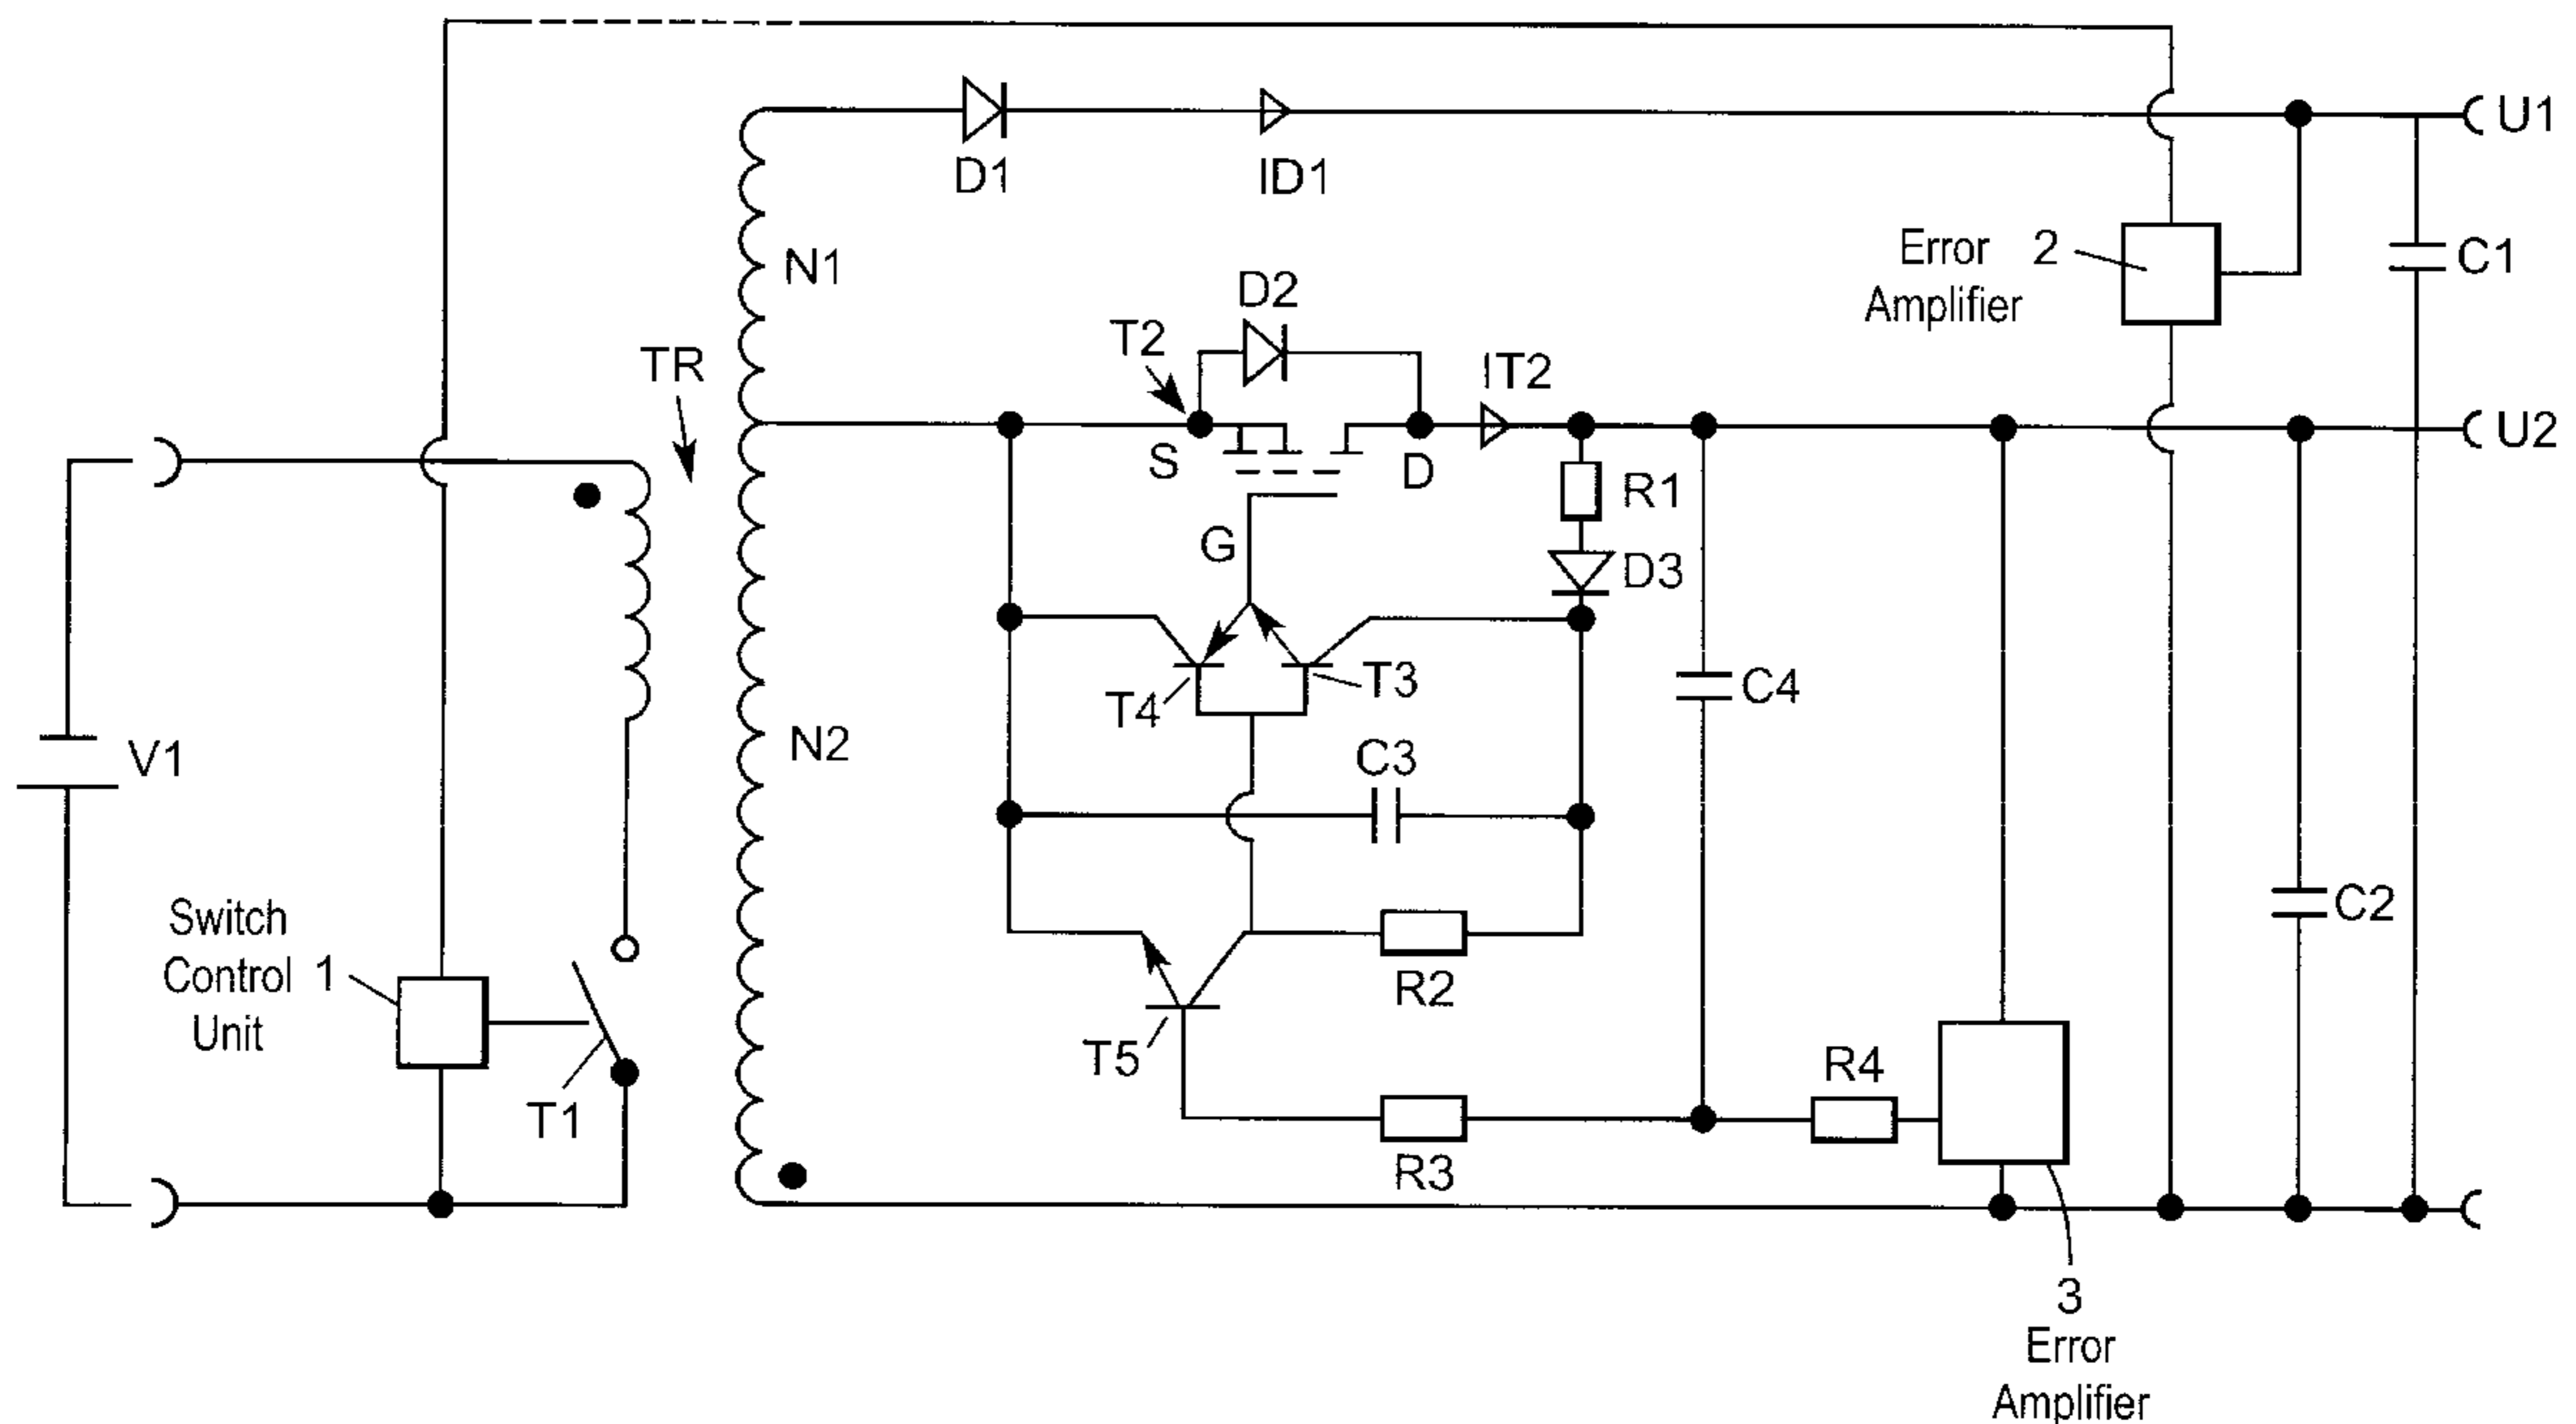 U1
D1
ID1
Error 2
Amplifier
C1
N1
D2
T2
IT2
TR
U2
S
D
R1
G
D3
T3
T4
C4
V1
N2
C3
Switch
Control 1
Unit
C2
R2
T5
R4
T1
R3
3
Error
Amplifier